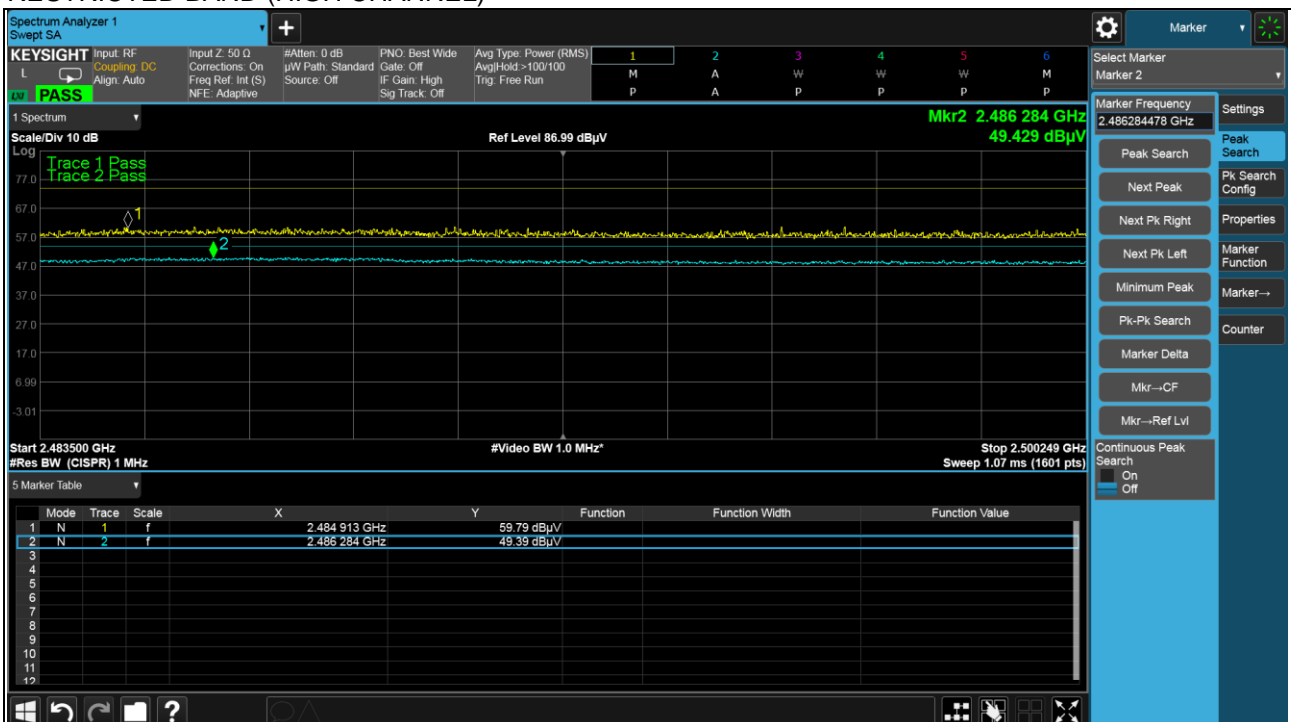 RESTRICTED BAND (HIGH CHANNEL)
Spectrum Analyzer 1
Swept SA
+
Marker
KEYSIGHT
L
LXI
PASS
Input: RF
Coupling: DC
Align: Auto
Input Z: 50 Ω
Corrections: On
Freq Ref: Int (S)
NFE: Adaptive
#Atten: 0 dB
µW Path: Standard
Source: Off
PNO: Best Wide
Gate: Off
IF Gain: High
Sig Track: Off
Avg Type: Power (RMS)
Avg|Hold:>100/100
Trig: Free Run
1 2 3 4 5 6
M A W W W M
P A P P P P
Select Marker
Marker 2
1 Spectrum
Scale/Div 10 dB
Log
Ref Level 86.99 dBµV
Mkr2 2.486 284 GHz
49.429 dBµV
Trace 1 Pass
Trace 2 Pass
77.0
67.0
57.0
47.0
37.0
27.0
17.0
6.99
-3.01
1
2
Start 2.483500 GHz
#Res BW (CISPR) 1 MHz
#Video BW 1.0 MHz*
Stop 2.500249 GHz
Sweep 1.07 ms (1601 pts)
Marker Frequency
2.486284478 GHz
Peak Search
Next Peak
Next Pk Right
Next Pk Left
Minimum Peak
Pk-Pk Search
Marker Delta
Mkr→CF
Mkr→Ref Lvl
Continuous Peak
Search
On
Off
Settings
Peak
Search
Pk Search
Config
Properties
Marker
Function
Marker→
Counter
5 Marker Table
Mode Trace Scale X Y Function Function Width Function Value
1 N 1 f 2.484 913 GHz 59.79 dBµV
2 N 2 f 2.486 284 GHz 49.39 dBµV
3
4
5
6
7
8
9
10
11
12
?